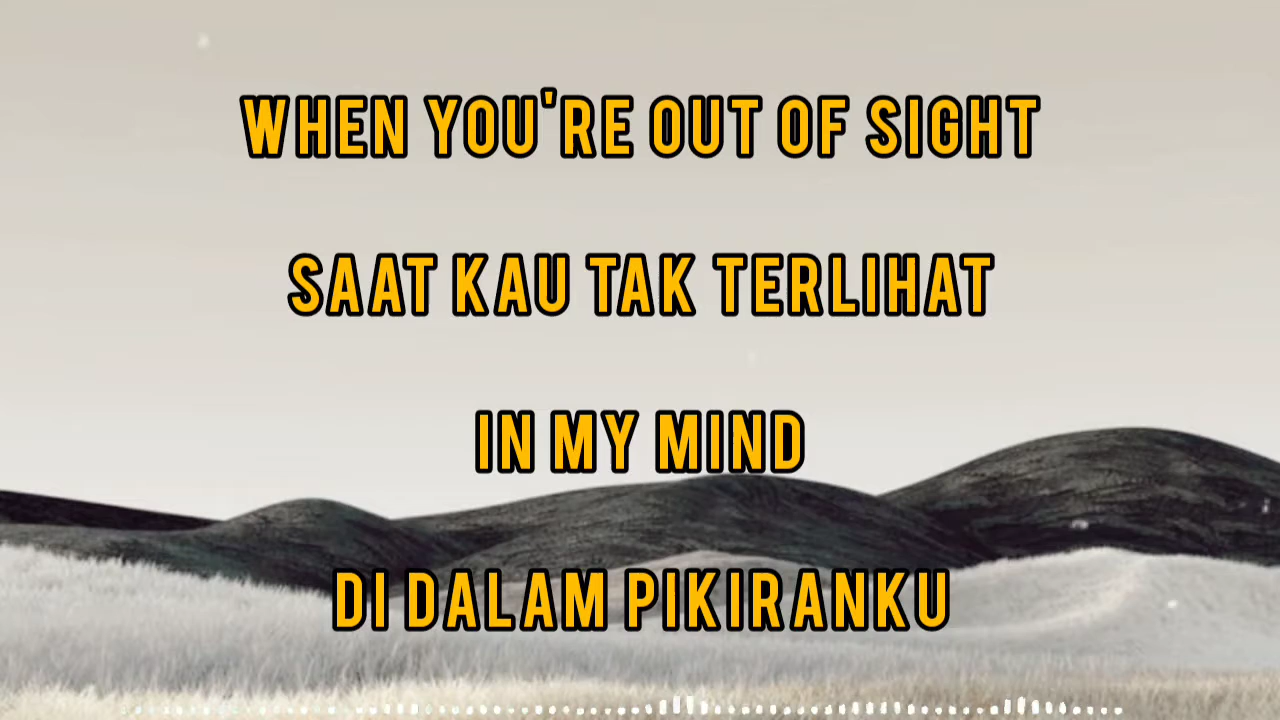 WHEN YOU'RE OUT OF SIGHT
SAAT KAU TAK TERLIHAT
IN MY MIND
DI DALAM PIKIRANKU